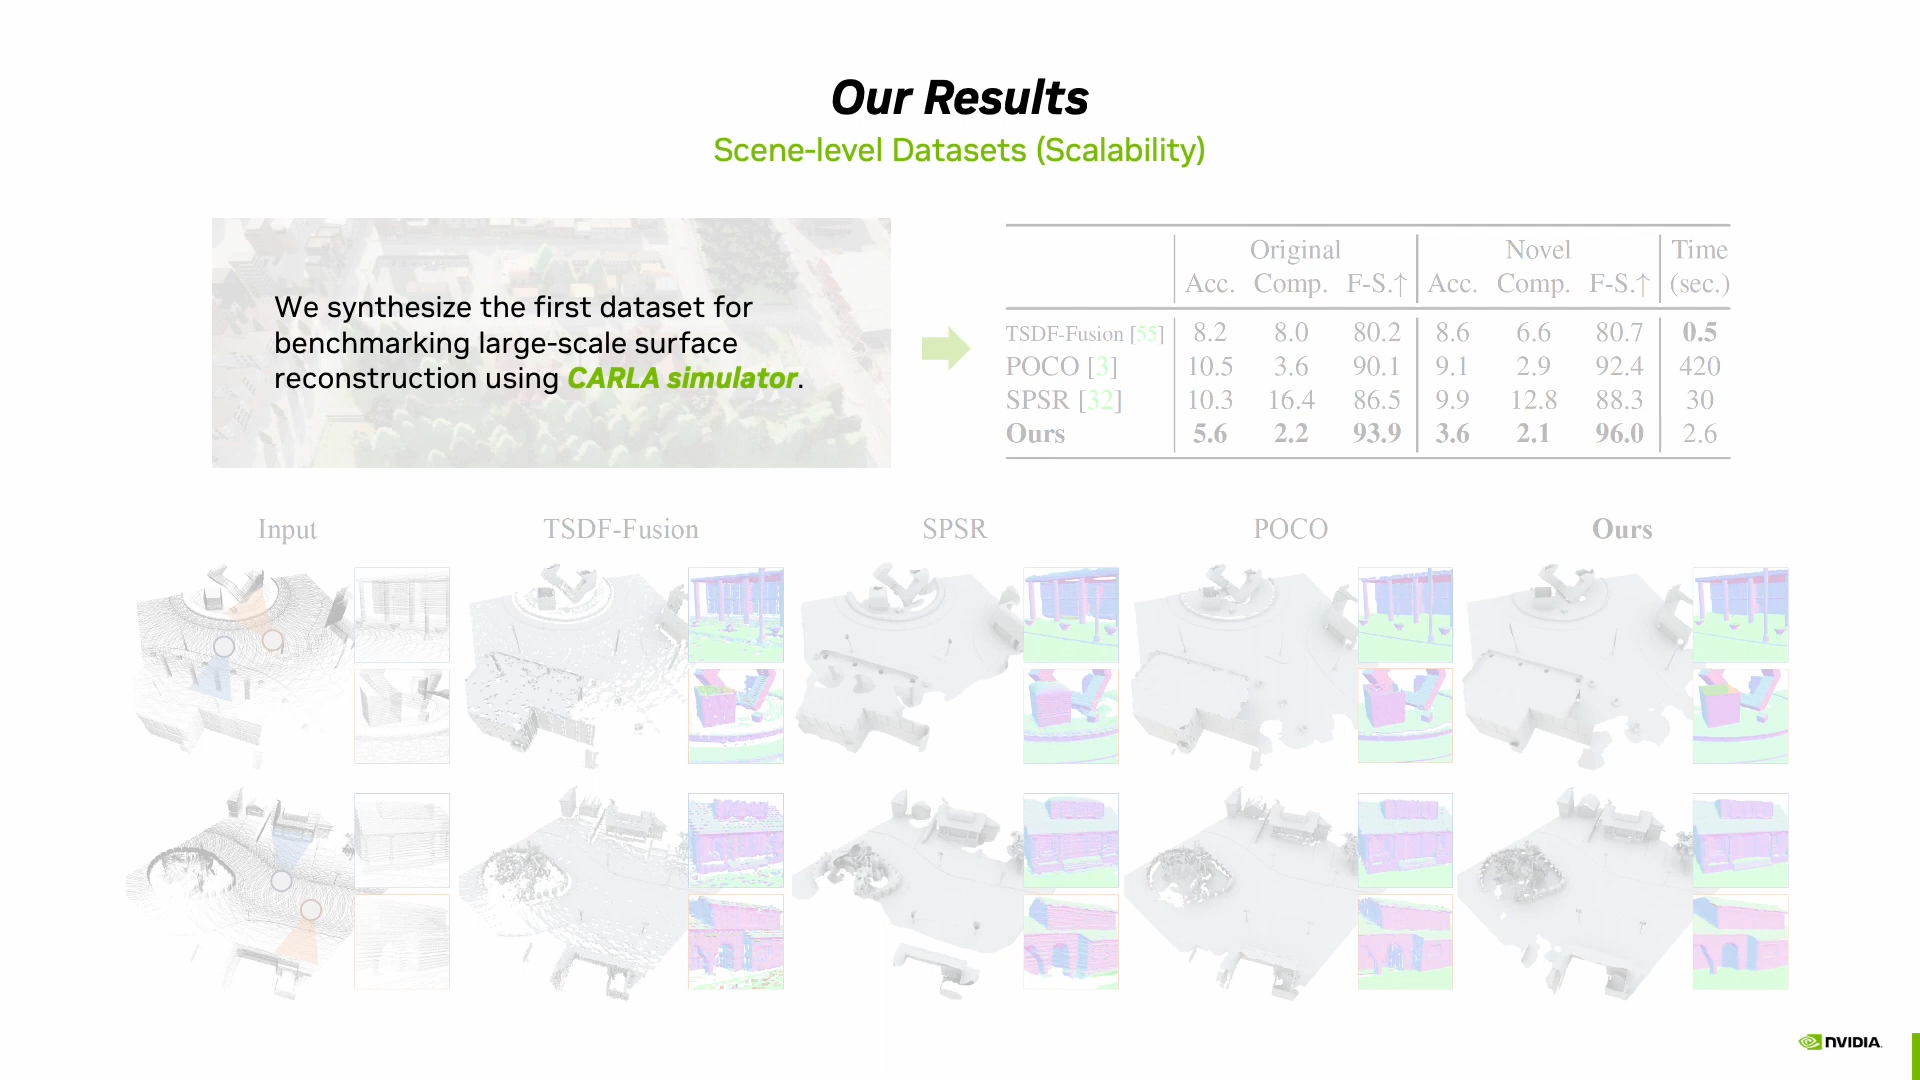 Our Results
Scene-level Datasets (Scalability)
We synthesize the first dataset for
benchmarking large-scale surface
reconstruction using CARLA simulator.
Original Novel Time
Acc. Comp. F-S.↑ Acc. Comp. F-S.↑ (sec.)
TSDF-Fusion [55] 8.2 8.0 80.2 8.6 6.6 80.7 0.5
POCO [3] 10.5 3.6 90.1 9.1 2.9 92.4 420
SPSR [32] 10.3 16.4 86.5 9.9 12.8 88.3 30
Ours 5.6 2.2 93.9 3.6 2.1 96.0 2.6
Input TSDF-Fusion SPSR POCO Ours
NVIDIA